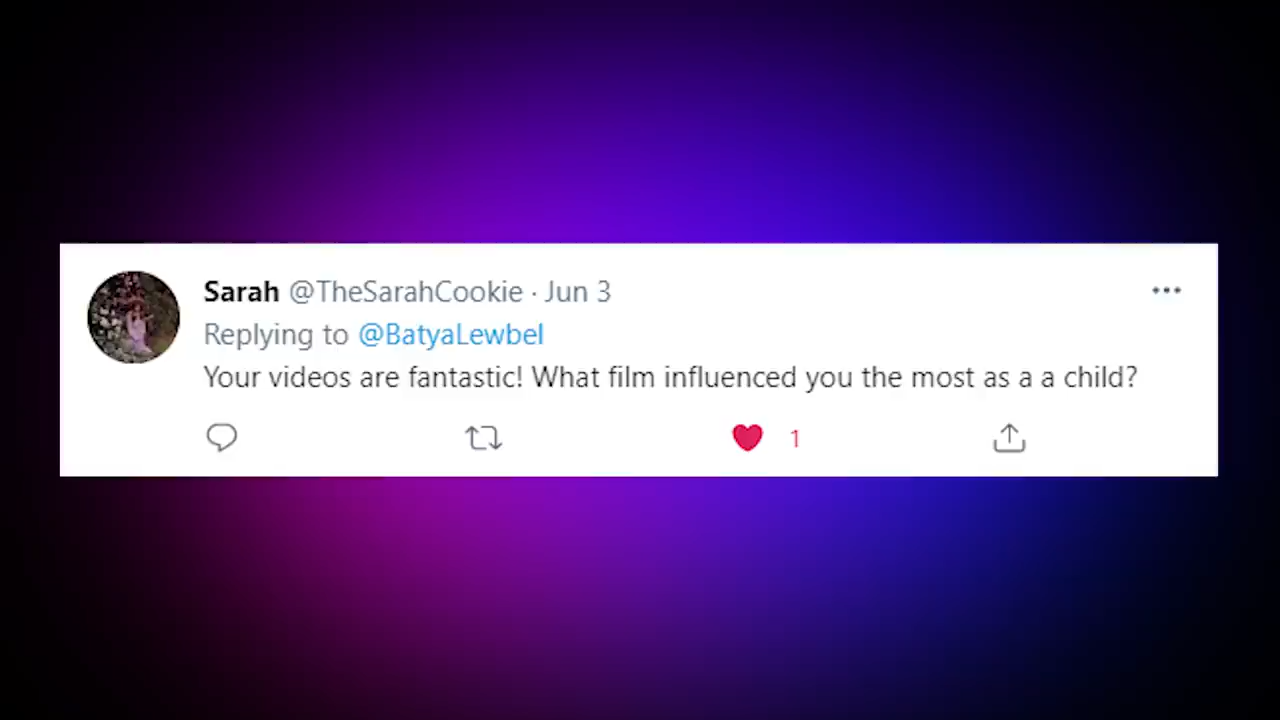 Sarah @TheSarahCookie · Jun 3
Replying to @BatyaLewbel
Your videos are fantastic! What film influenced you the most as a a child?
1